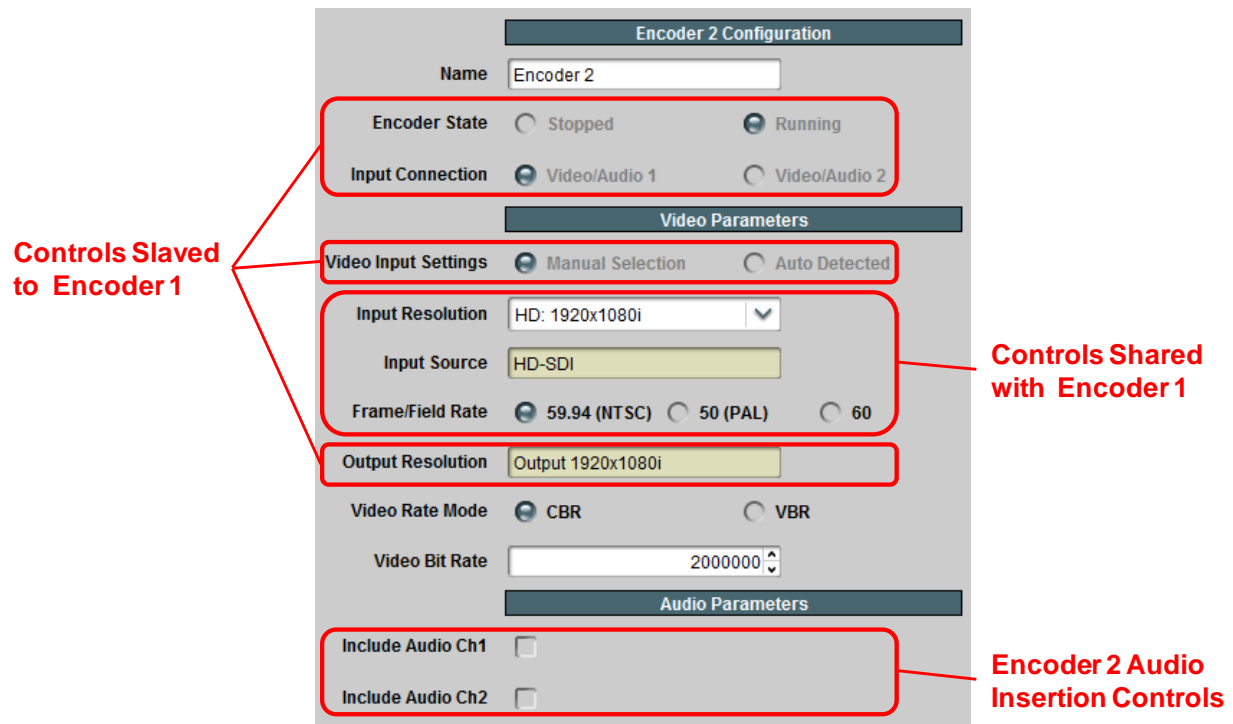 Encoder 2 Configuration
Name Encoder 2
Encoder State Stopped Running
Input Connection Video/Audio 1 Video/Audio 2
Video Parameters
Controls Slaved
to Encoder 1
Video Input Settings Manual Selection Auto Detected
Input Resolution HD: 1920x1080i
Input Source HD-SDI
Controls Shared
with Encoder 1
Frame/Field Rate 59.94 (NTSC) 50 (PAL) 60
Output Resolution Output 1920x1080i
Video Rate Mode CBR VBR
Video Bit Rate 2000000
Audio Parameters
Include Audio Ch1
Include Audio Ch2
Encoder 2 Audio
Insertion Controls